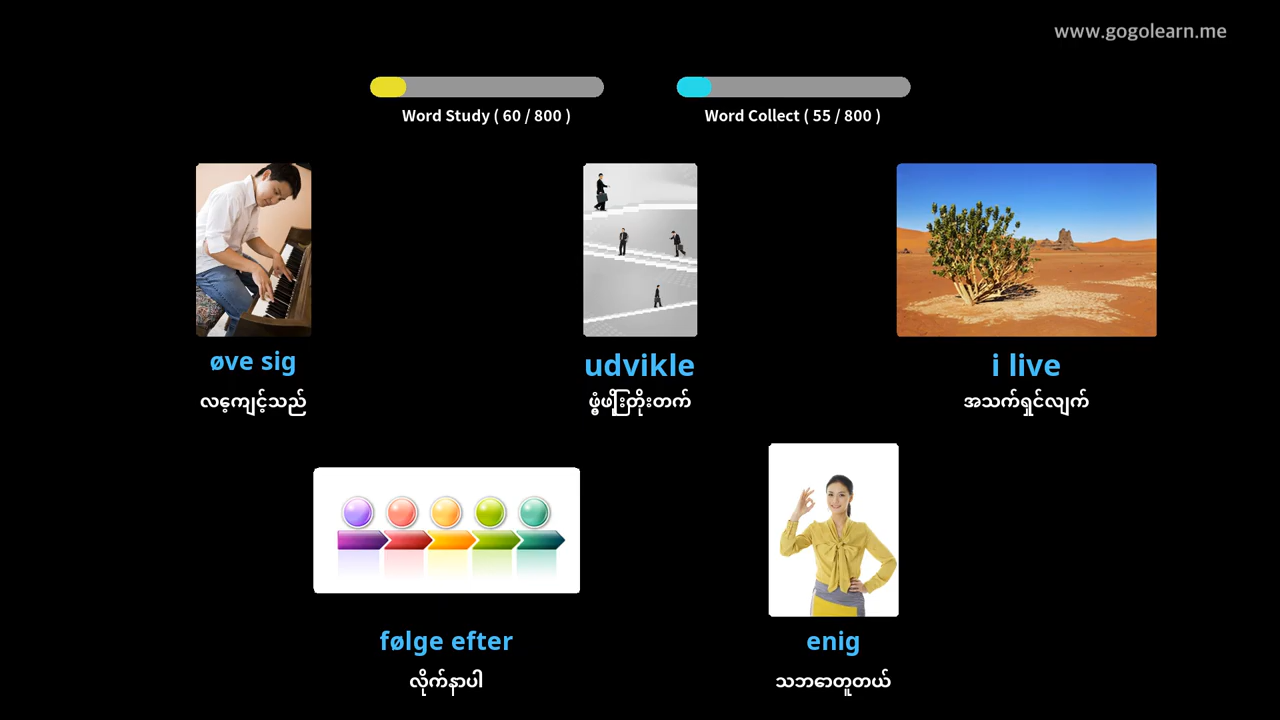 www.gogolearn.me
Word Study ( 60 / 800 )
Word Collect ( 55 / 800 )
øve sig
လေ့ကျင့်သည်
udvikle
ဖွံ့ဖြိုးတိုးတက်
i live
အသက်ရှင်လျက်
følge efter
လိုက်နာပါ
enig
သဘောတူတယ်